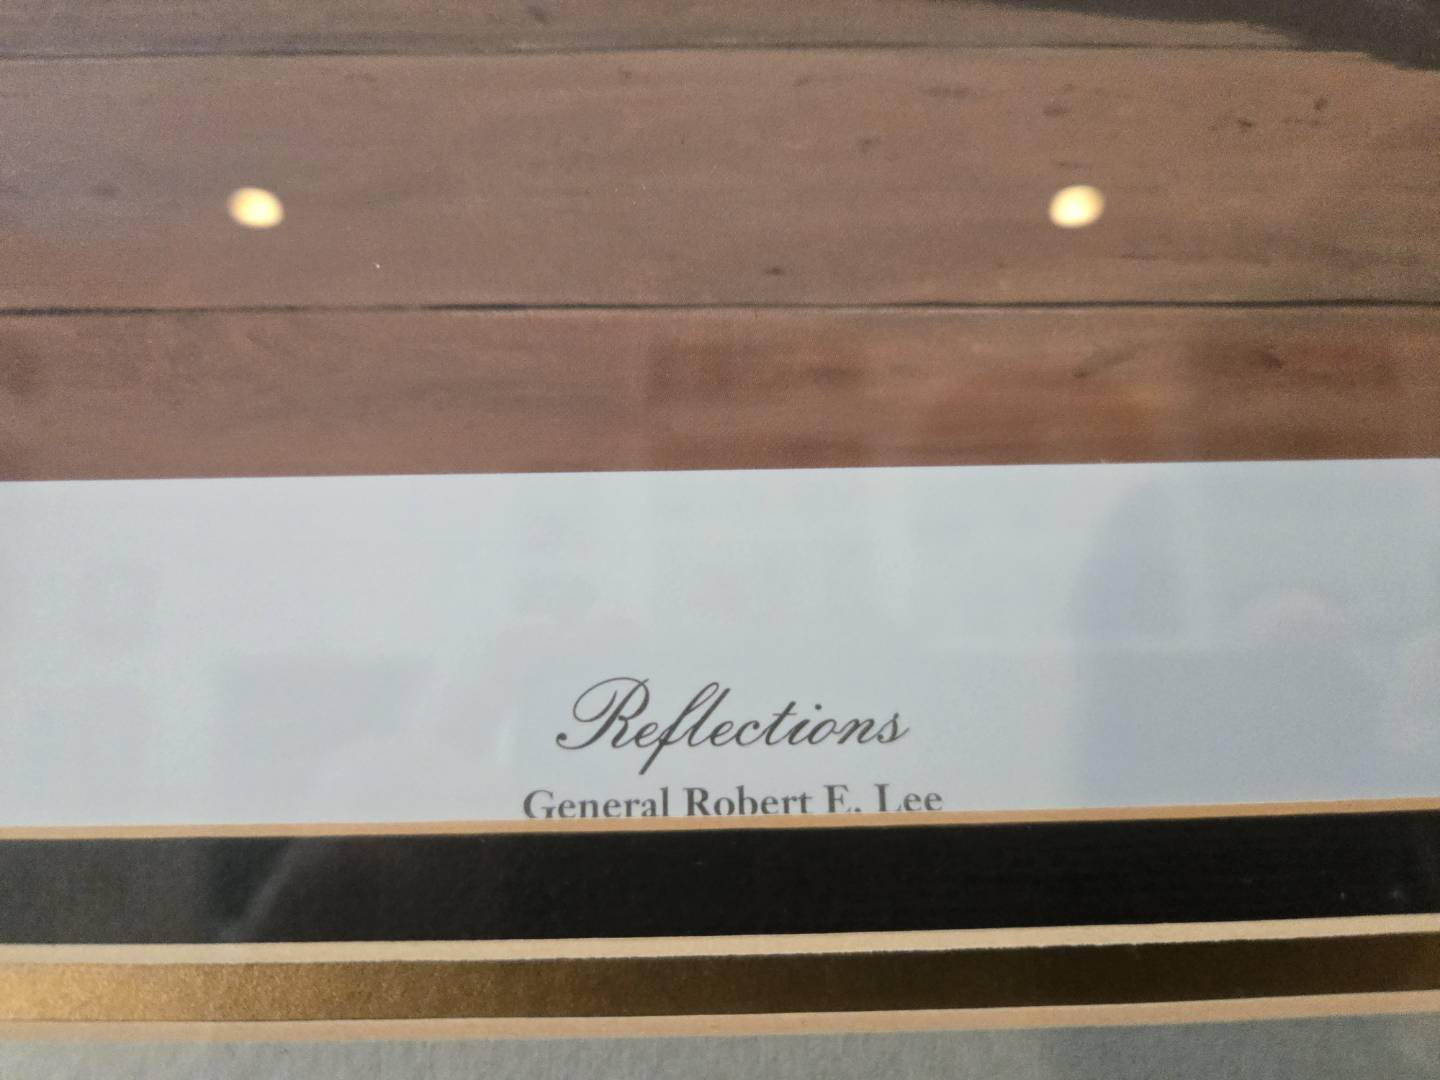 Reflections
General Robert E. Lee